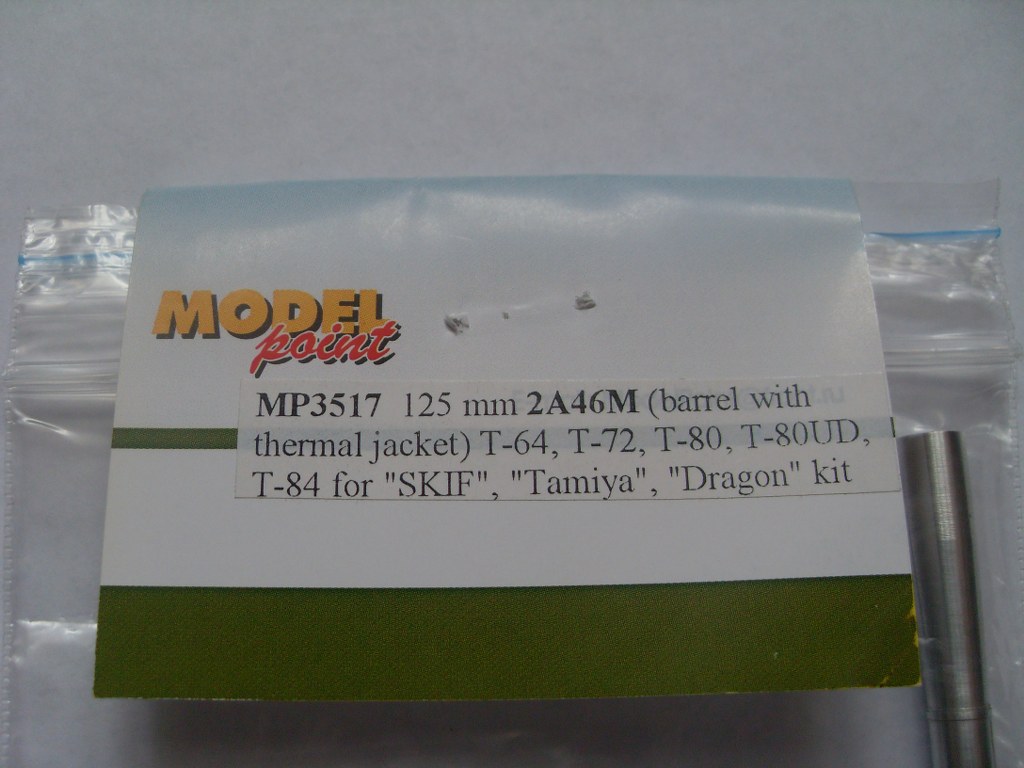 MODEL
point
MP3517 125 mm 2A46M (barrel with
thermal jacket) T-64, T-72, T-80, T-80UD,
T-84 for "SKIF", "Tamiya", "Dragon" kit